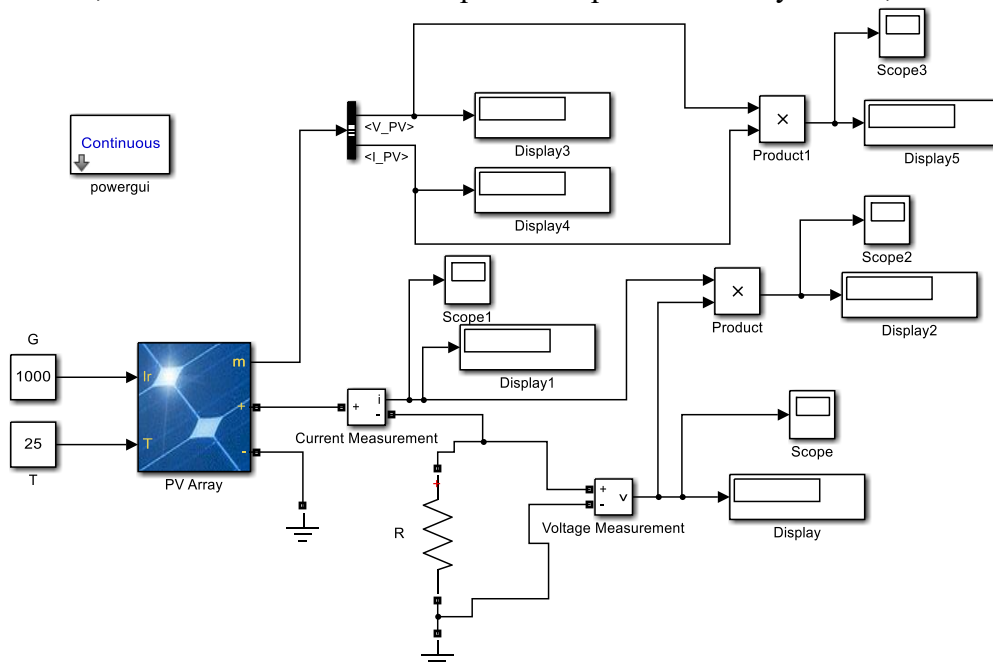 Scope3
<V_PV>
Continuous
×
Display3
Product1
Display5
<I_PV>
powergui
Display4
Scope2
Scope1
×
Product
Display2
G
1000
Ir
m
Display1
+
i
+
-
25
T
-
Current Measurement
Scope
T
PV Array
+
+
-
v
R
Voltage Measurement
Display